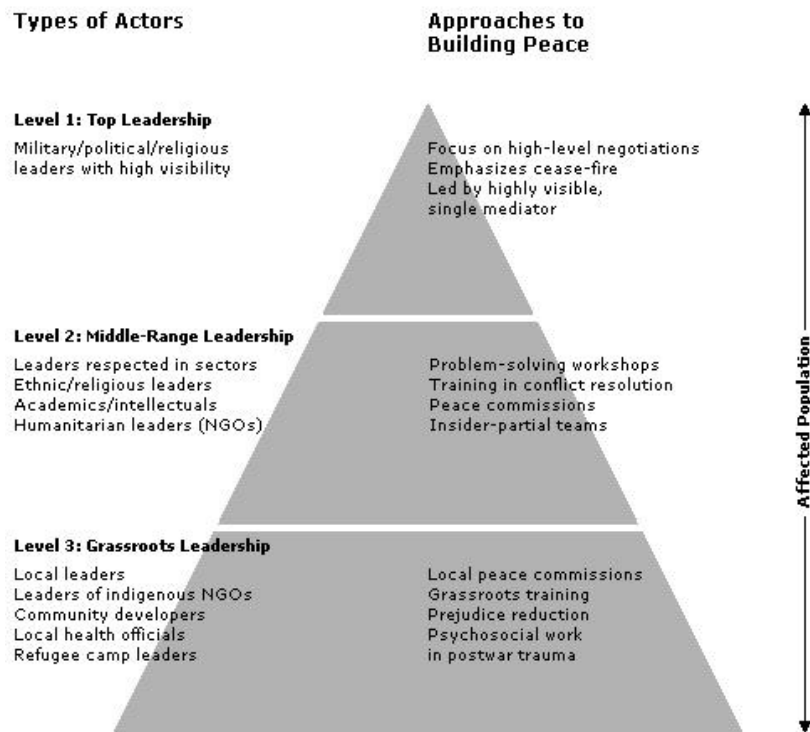 Types of Actors
Approaches to
Building Peace
Level 1: Top Leadership
Military/political/religious
leaders with high visibility
Focus on high-level negotiations
Emphasizes cease-fire
Led by highly visible,
single mediator
Level 2: Middle-Range Leadership
Leaders respected in sectors
Ethnic/religious leaders
Academics/intellectuals
Humanitarian leaders (NGOs)
Problem-solving workshops
Training in conflict resolution
Peace commissions
Insider-partial teams
Level 3: Grassroots Leadership
Local leaders
Leaders of indigenous NGOs
Community developers
Local health officials
Refugee camp leaders
Local peace commissions
Grassroots training
Prejudice reduction
Psychosocial work
in postwar trauma
Affected Population